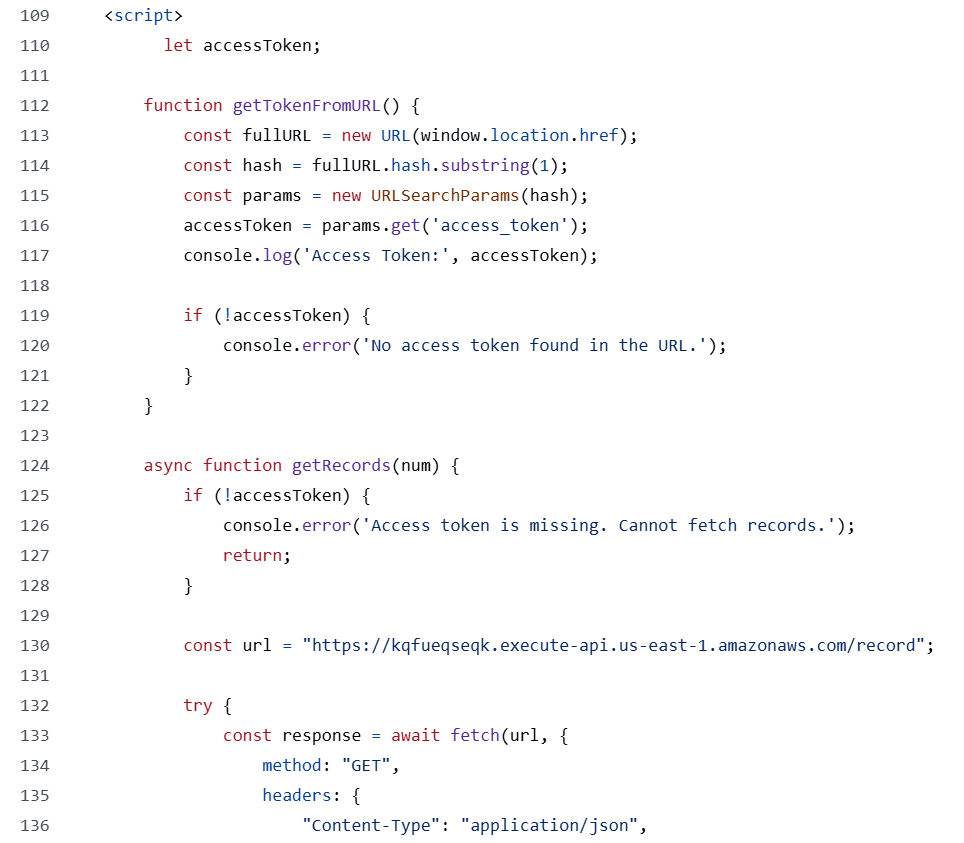 109 <script>
110 let accessToken;
111
112 function getTokenFromURL() {
113 const fullURL = new URL(window.location.href);
114 const hash = fullURL.hash.substring(1);
115 const params = new URLSearchParams(hash);
116 accessToken = params.get('access_token');
117 console.log('Access Token:', accessToken);
118
119 if (!accessToken) {
120 console.error('No access token found in the URL.');
121 }
122 }
123
124 async function getRecords(num) {
125 if (!accessToken) {
126 console.error('Access token is missing. Cannot fetch records.');
127 return;
128 }
129
130 const url = "https://kqfueqseqk.execute-api.us-east-1.amazonaws.com/record";
131
132 try {
133 const response = await fetch(url, {
134 method: "GET",
135 headers: {
136 "Content-Type": "application/json",